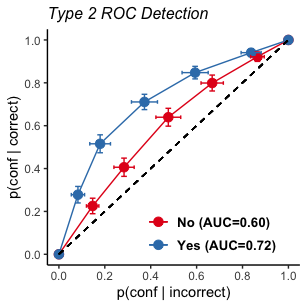 Type 2 ROC Detection
p(conf | correct)
1.0
0.8
0.6
0.4
0.2
0.0
No (AUC=0.60)
Yes (AUC=0.72)
0.0 0.2 0.4 0.6 0.8 1.0
p(conf | incorrect)